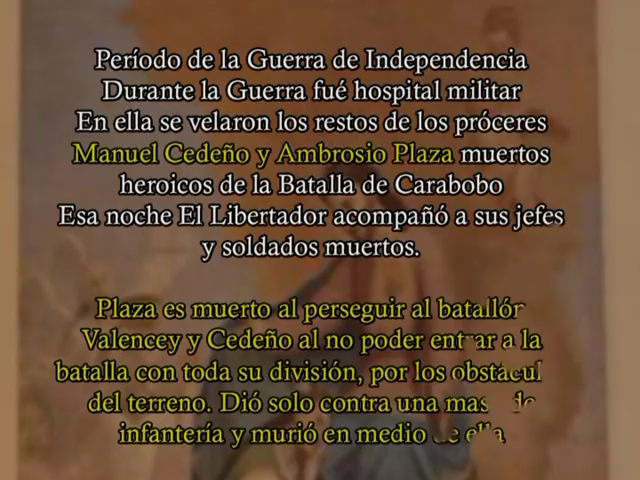 Período de la Guerra de Independencia
Durante la Guerra fué hospital militar
En ella se velaron los restos de los próceres
Manuel Cedeño y Ambrosio Plaza muertos
heroicos de la Batalla de Carabobo
Esa noche El Libertador acompañó a sus jefes
y soldados muertos.
Plaza es muerto al perseguir al batallón
Valencey y Cedeño al no poder entrar a la
batalla con toda su división, por los
del terreno. Dió solo contra una de
infantería y murió en medio de ella